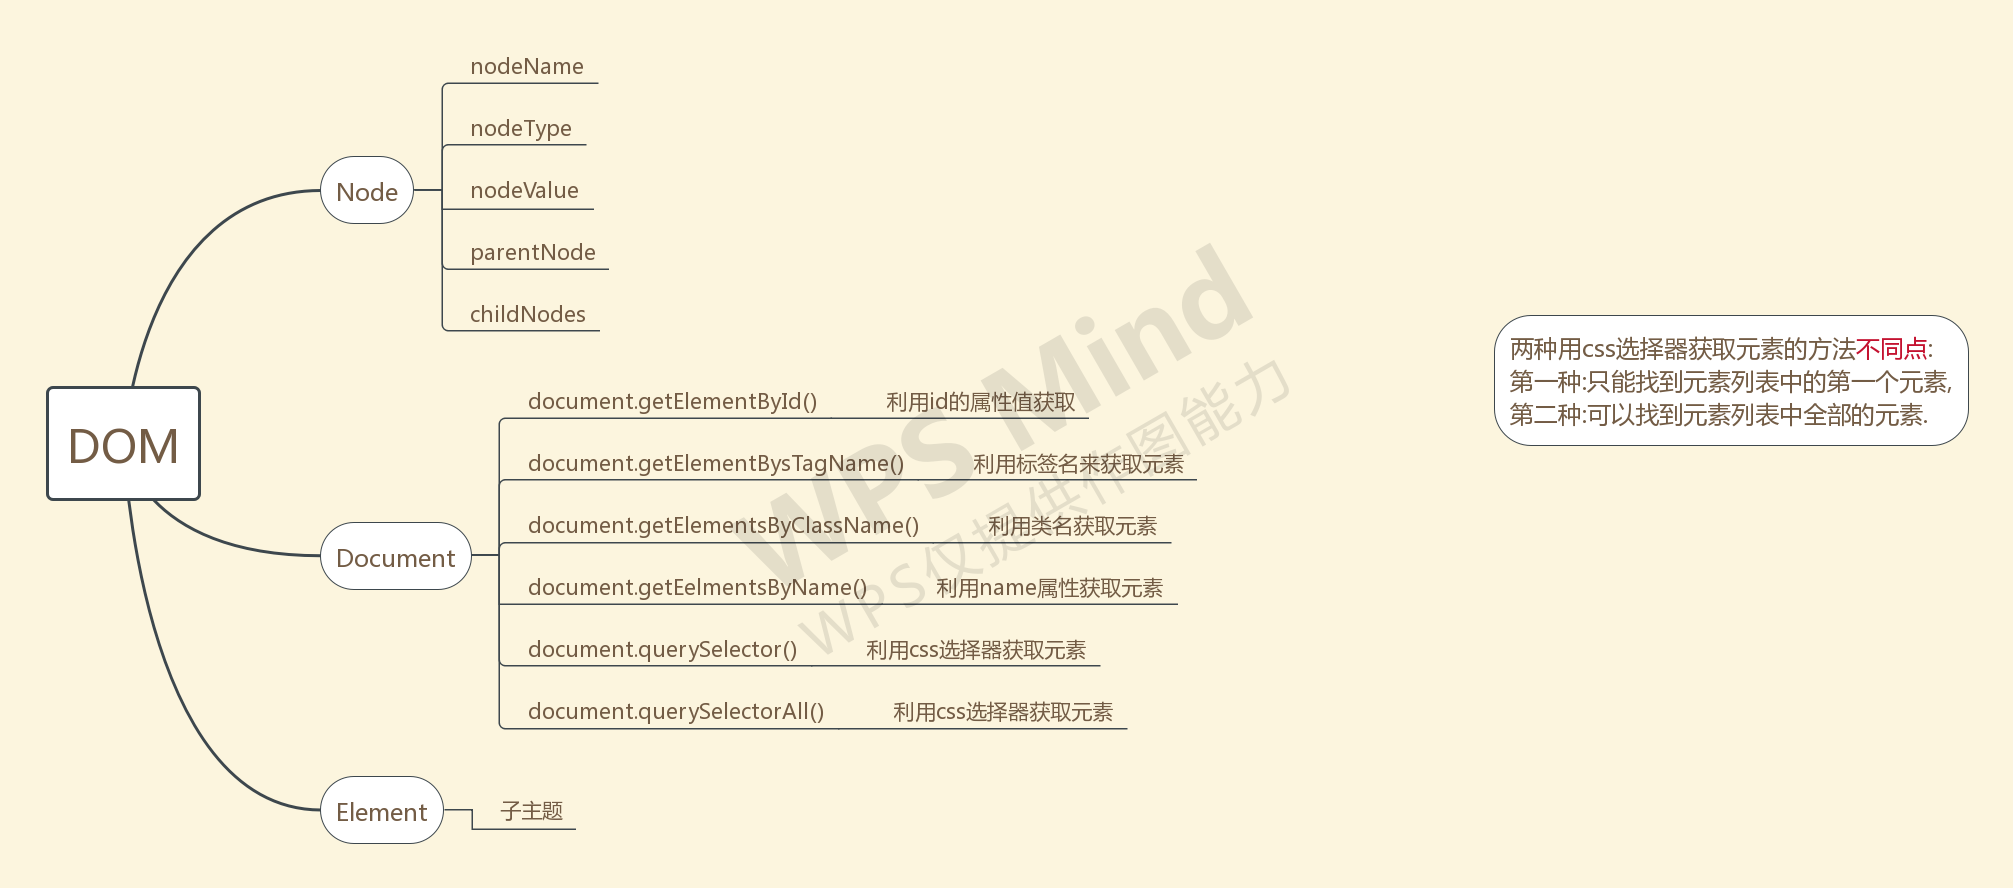 DOM
Node
nodeName
nodeType
nodeValue
parentNode
childNodes
Document
document.getElementById() 利用id的属性值获取
document.getElementBysTagName() 利用标签名来获取元素
document.getElementsByClassName() 利用类名获取元素
document.getEelmentsByName() 利用name属性获取元素
document.querySelector() 利用css选择器获取元素
document.querySelectorAll() 利用css选择器获取元素
Element
子主题
两种用css选择器获取元素的方法不同点:
第一种:只能找到元素列表中的第一个元素,
第二种:可以找到元素列表中全部的元素.
WPS Mind
WPS仅提供作图能力